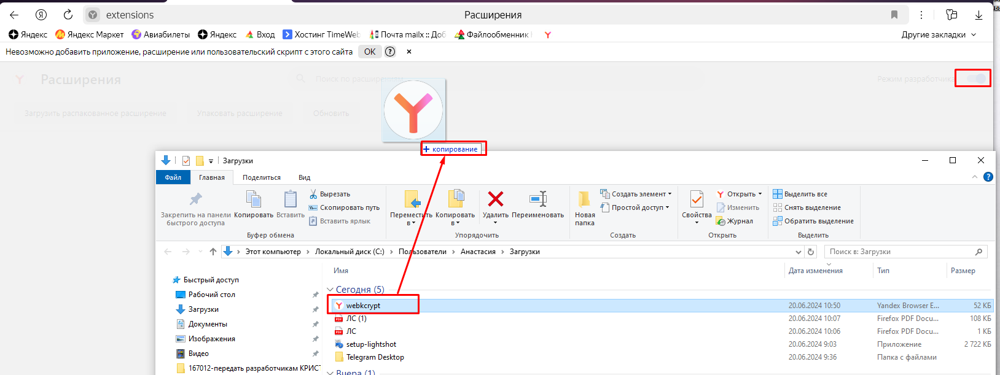 extensions
Расширения
Яндекс
Яндекс Маркет
Авиабилеты
Яндекс
Вход
Хостинг TimeWeb
Почта mailx :: Доб
Файлообменник
Другие закладки
Невозможно добавить приложение, расширение или пользовательский скрипт с этого сайта
ОК
Расширения
Поиск по расширениям
Режим разработчика
Загрузить распакованное расширение
Упаковать расширение
Обновить
+ копирование
Загрузки
Файл
Главная
Поделиться
Вид
Закрепить на панели
быстрого доступа
Копировать
Вставить
Вырезать
Скопировать путь
Вставить ярлык
Буфер обмена
Переместить
в
Копировать
в
Удалить
Переименовать
Упорядочить
Новая
папка
Создать элемент
Простой доступ
Создать
Свойства
Открыть
Изменить
Журнал
Открыть
Выделить все
Снять выделение
Обратить выделение
Выделить
Этот компьютер
Локальный диск (C:)
Пользователи
Анастасия
Загрузки
Поиск в: Загрузки
Имя
Дата изменения
Тип
Размер
Быстрый доступ
Рабочий стол
Загрузки
Документы
Изображения
Видео
167012-передать разработчикам КРИСТ
Сегодня (5)
webkcrypt 20.06.2024 10:50 Yandex Browser E... 52 КБ
ЛС (1) 20.06.2024 10:07 Firefox PDF Docu... 108 КБ
ЛС 20.06.2024 10:06 Firefox PDF Docu... 1 КБ
setup-lightshot 20.06.2024 9:03 Приложение 2 722 КБ
Telegram Desktop 20.06.2024 9:36 Папка с файлами
Вчера (1)